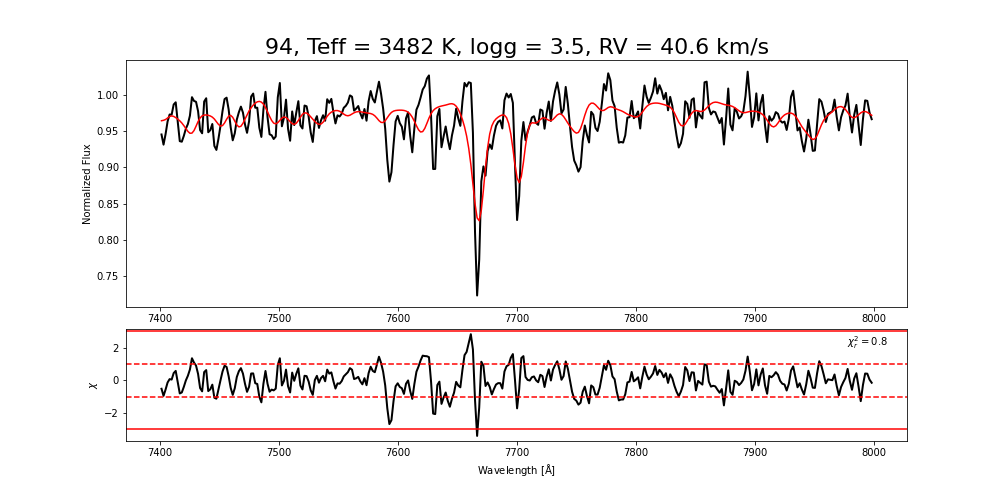 94, Teff = 3482 K, logg = 3.5, RV = 40.6 km/s
1.00
0.95
0.90
0.85
0.80
0.75
Normalized Flux
7400 7500 7600 7700 7800 7900 8000
2
0
−2
χ
χ²ᵣ = 0.8
7400 7500 7600 7700 7800 7900 8000
Wavelength [Å]